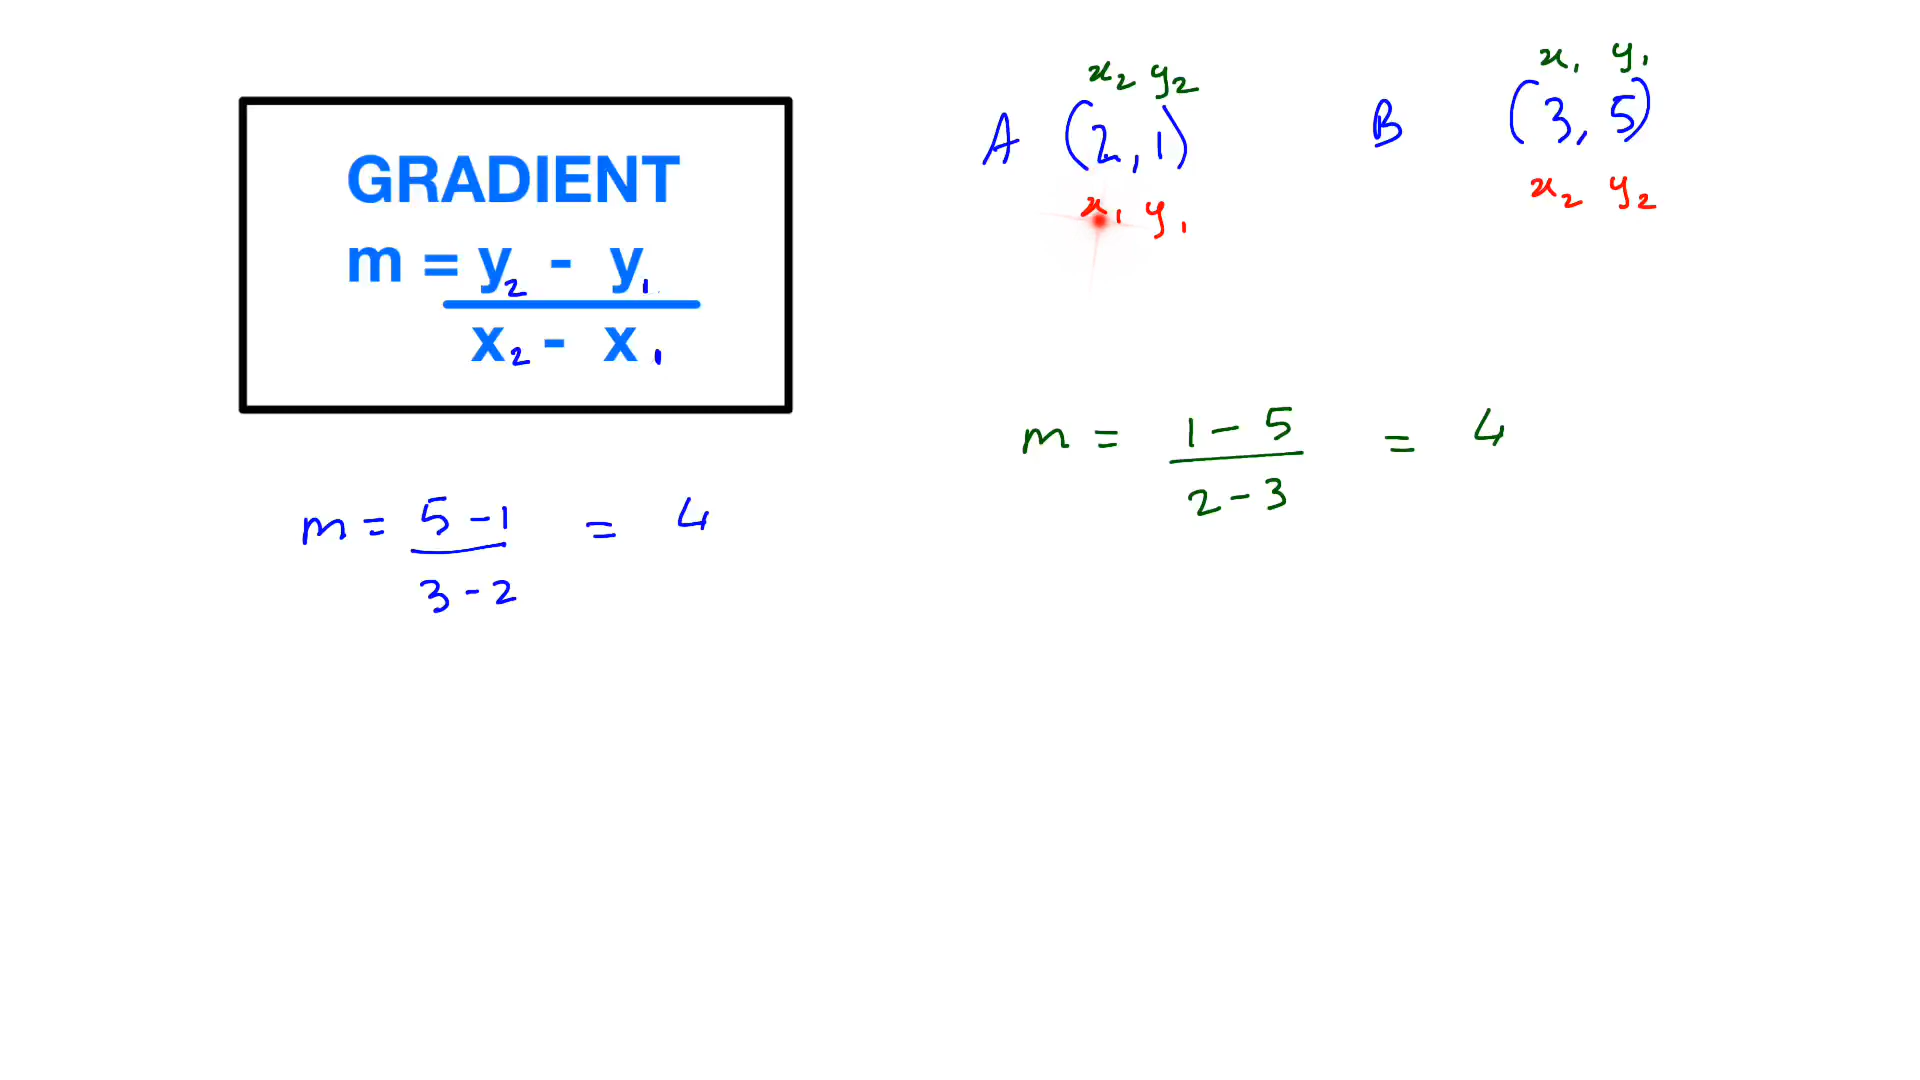 GRADIENT
m = y₂ - y₁
x₂ - x₁
m = 5 - 1 = 4
3 - 2
x₂ y₂ x₁ y₁
A (2, 1) B (3, 5)
x₁ y₁ x₂ y₂
m = 1 - 5 = 4
2 - 3